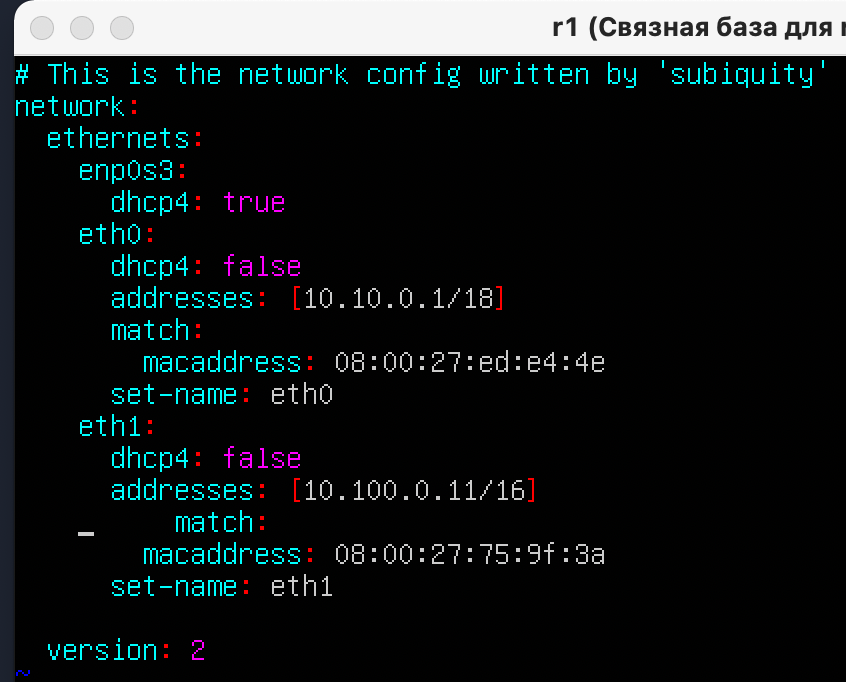 r1 (Связная база для
# This is the network config written by 'subiquity'
network:
  ethernets:
    enp0s3:
      dhcp4: true
    eth0:
      dhcp4: false
      addresses: [10.10.0.1/18]
      match:
        macaddress: 08:00:27:ed:e4:4e
      set-name: eth0
    eth1:
      dhcp4: false
      addresses: [10.100.0.11/16]
          match:
        macaddress: 08:00:27:75:9f:3a
      set-name: eth1

  version: 2
~